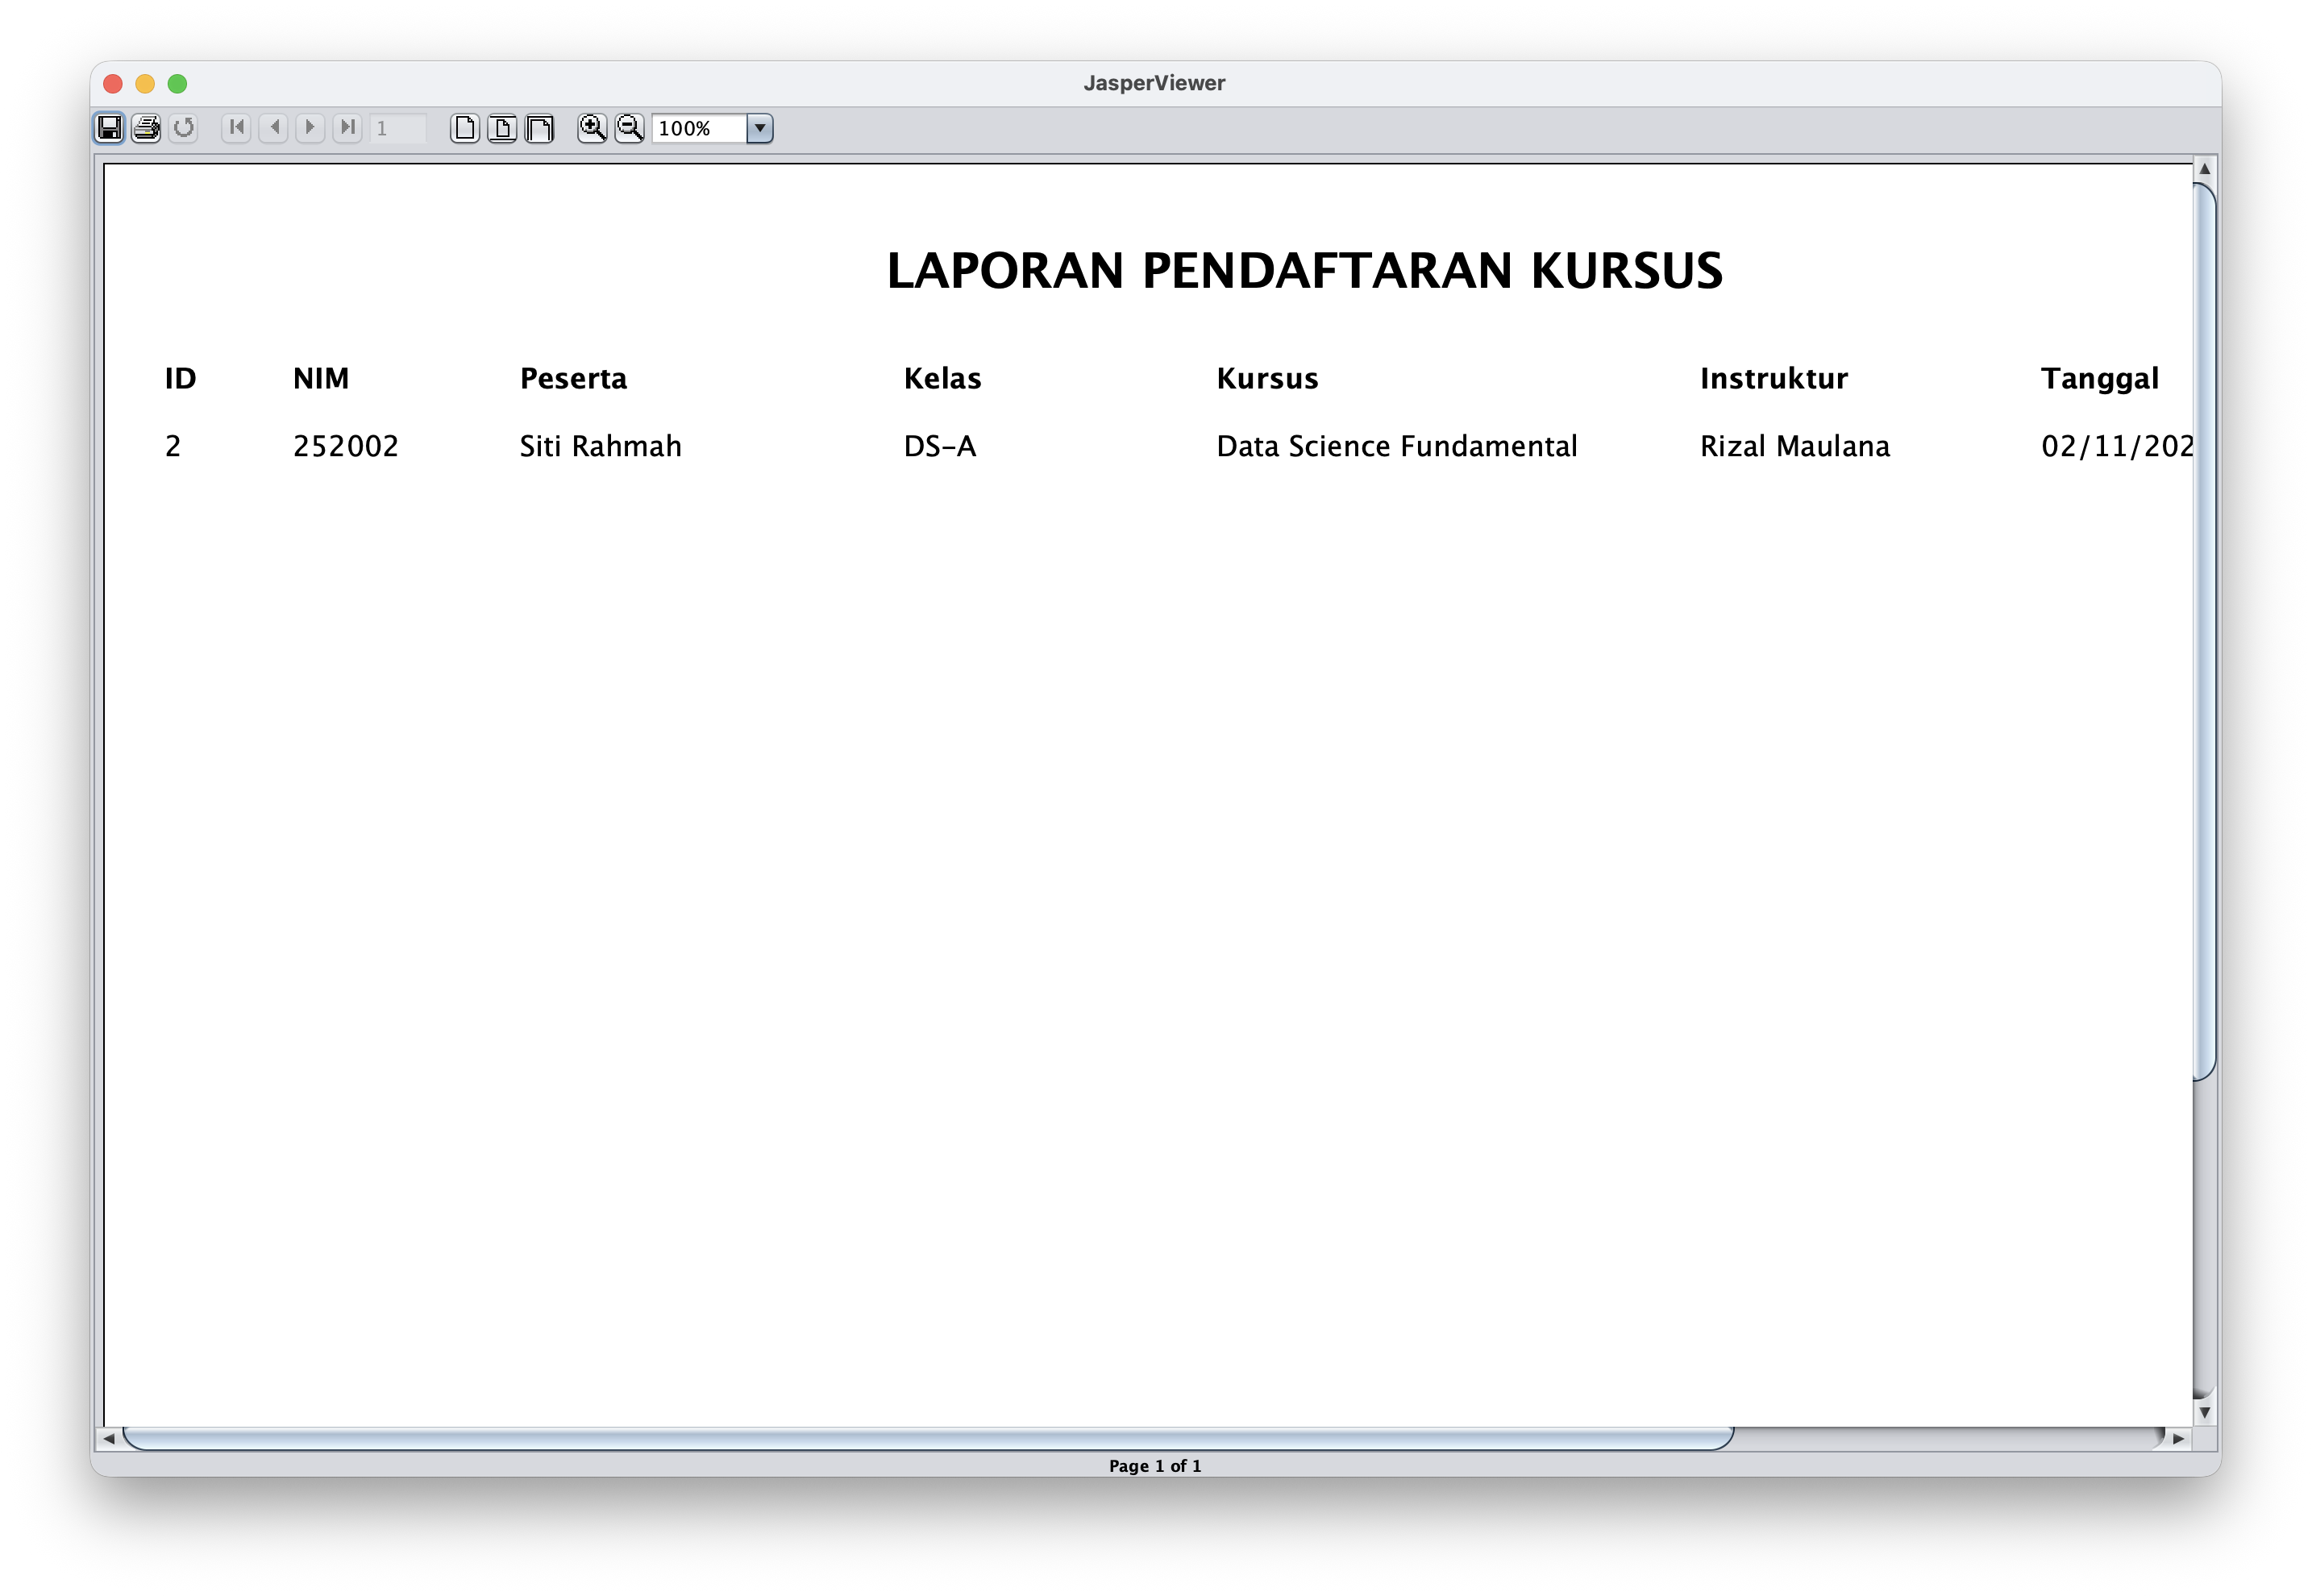 JasperViewer
1 100%
LAPORAN PENDAFTARAN KURSUS
ID NIM Peserta Kelas Kursus Instruktur Tanggal
2 252002 Siti Rahmah DS-A Data Science Fundamental Rizal Maulana 02/11/202
Page 1 of 1